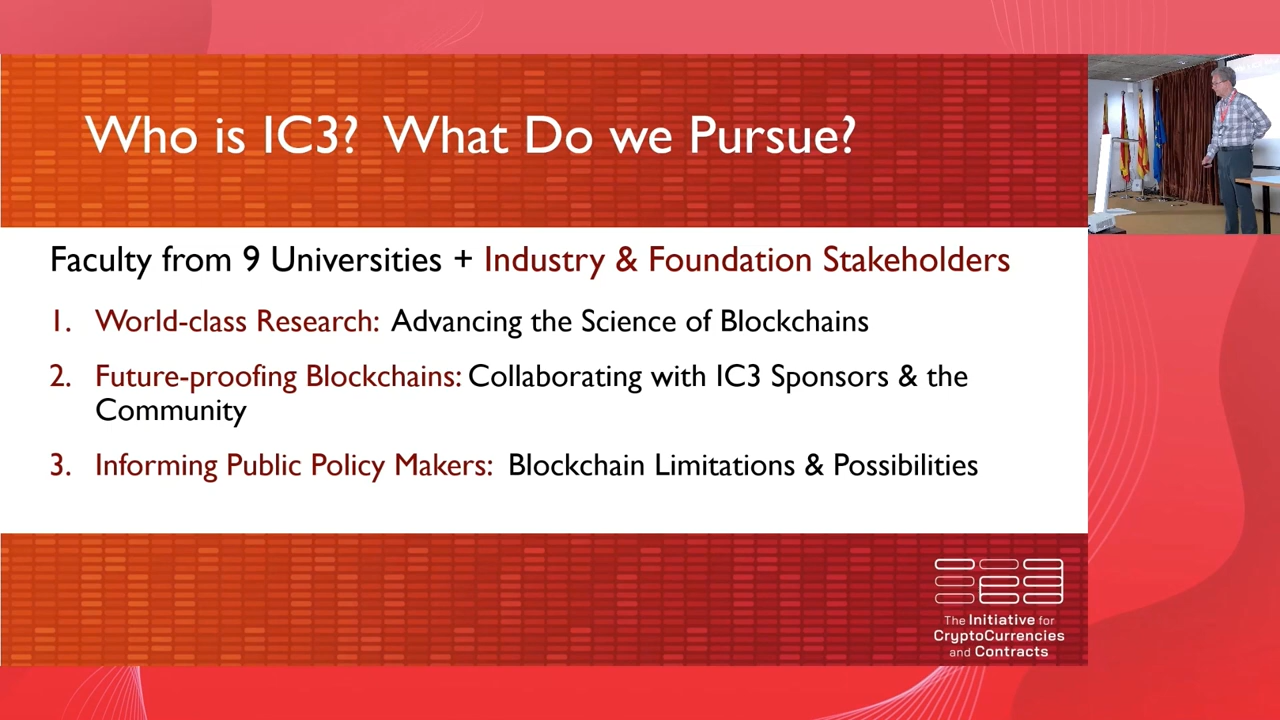 Who is IC3? What Do we Pursue?
Faculty from 9 Universities + Industry & Foundation Stakeholders
1. World-class Research: Advancing the Science of Blockchains
2. Future-proofing Blockchains: Collaborating with IC3 Sponsors & the
Community
3. Informing Public Policy Makers: Blockchain Limitations & Possibilities
The Initiative for
CryptoCurrencies
and Contracts